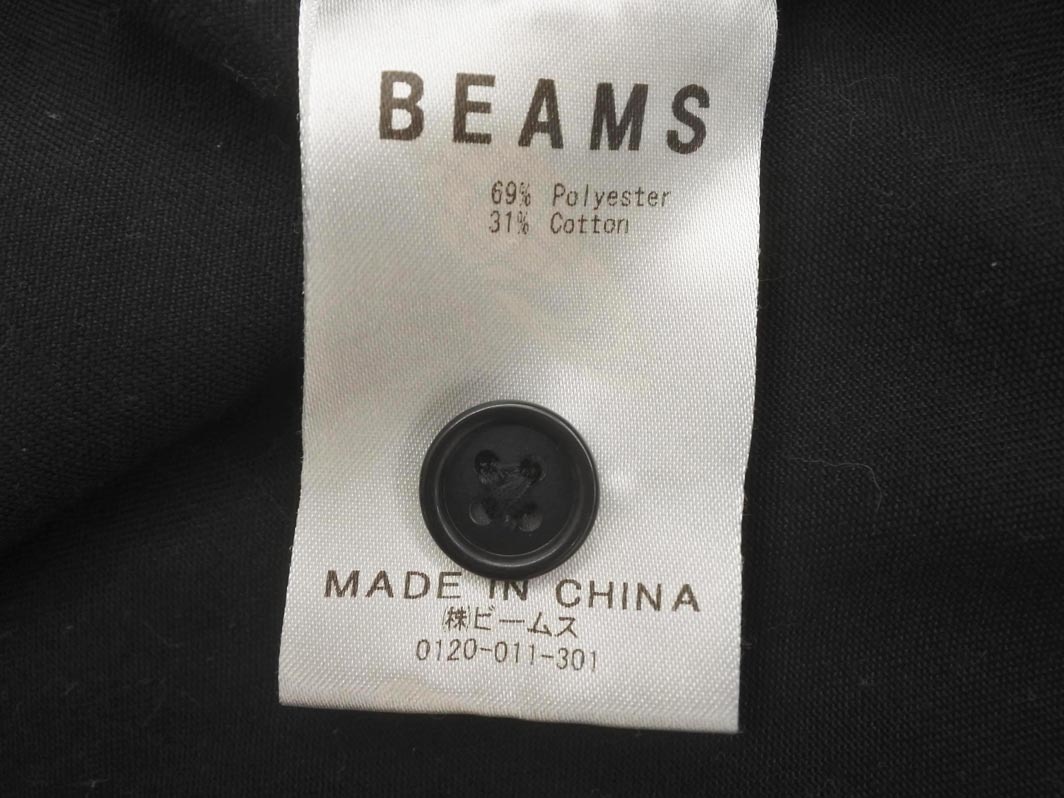 BEAMS
69% Polyester
31% Cotton
MADE IN CHINA
㈱ビームス
0120-011-301